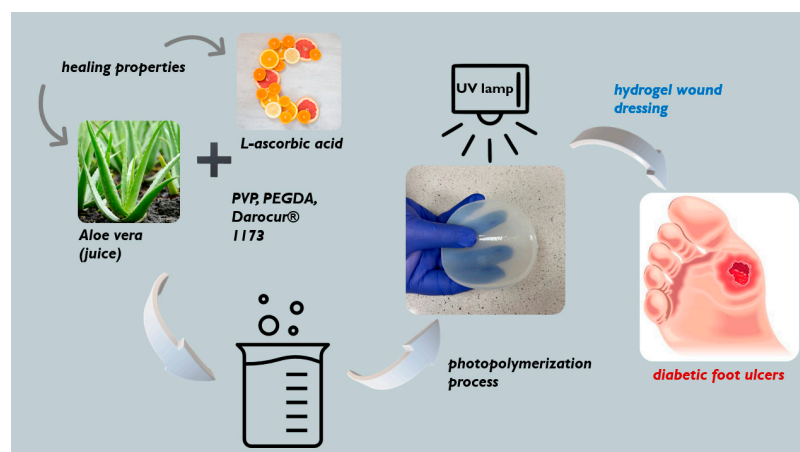 healing properties
L-ascorbic acid
Aloe vera
(juice)
PVP, PEGDA,
Darocur®
1173
UV lamp
photopolymerization
process
hydrogel wound
dressing
diabetic foot ulcers